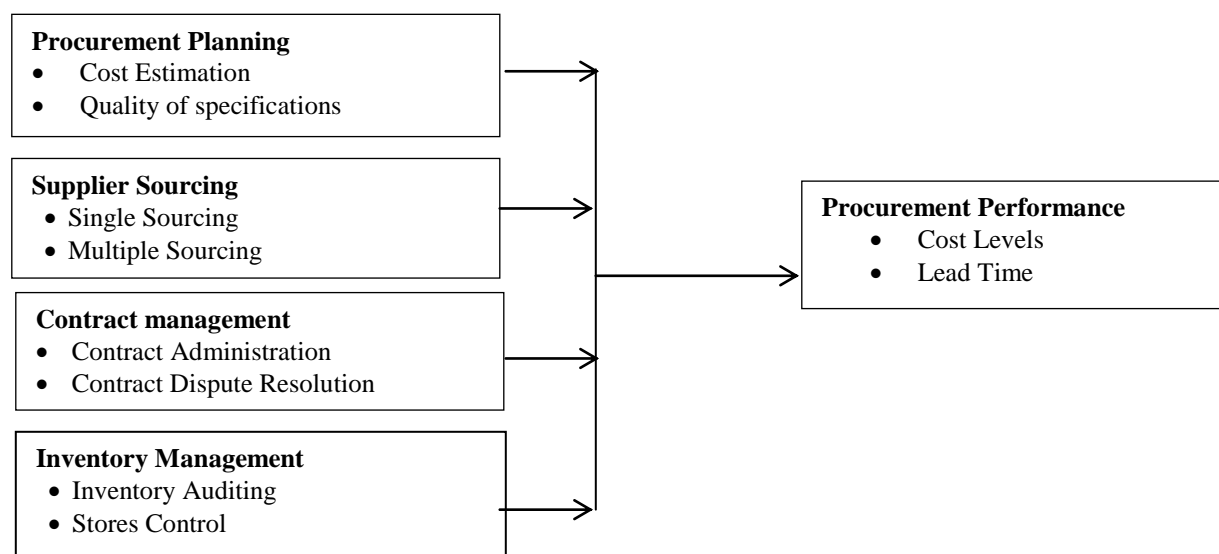 Procurement Planning
• Cost Estimation
• Quality of specifications
Supplier Sourcing
• Single Sourcing
• Multiple Sourcing
Contract management
• Contract Administration
• Contract Dispute Resolution
Inventory Management
• Inventory Auditing
• Stores Control
Procurement Performance
• Cost Levels
• Lead Time